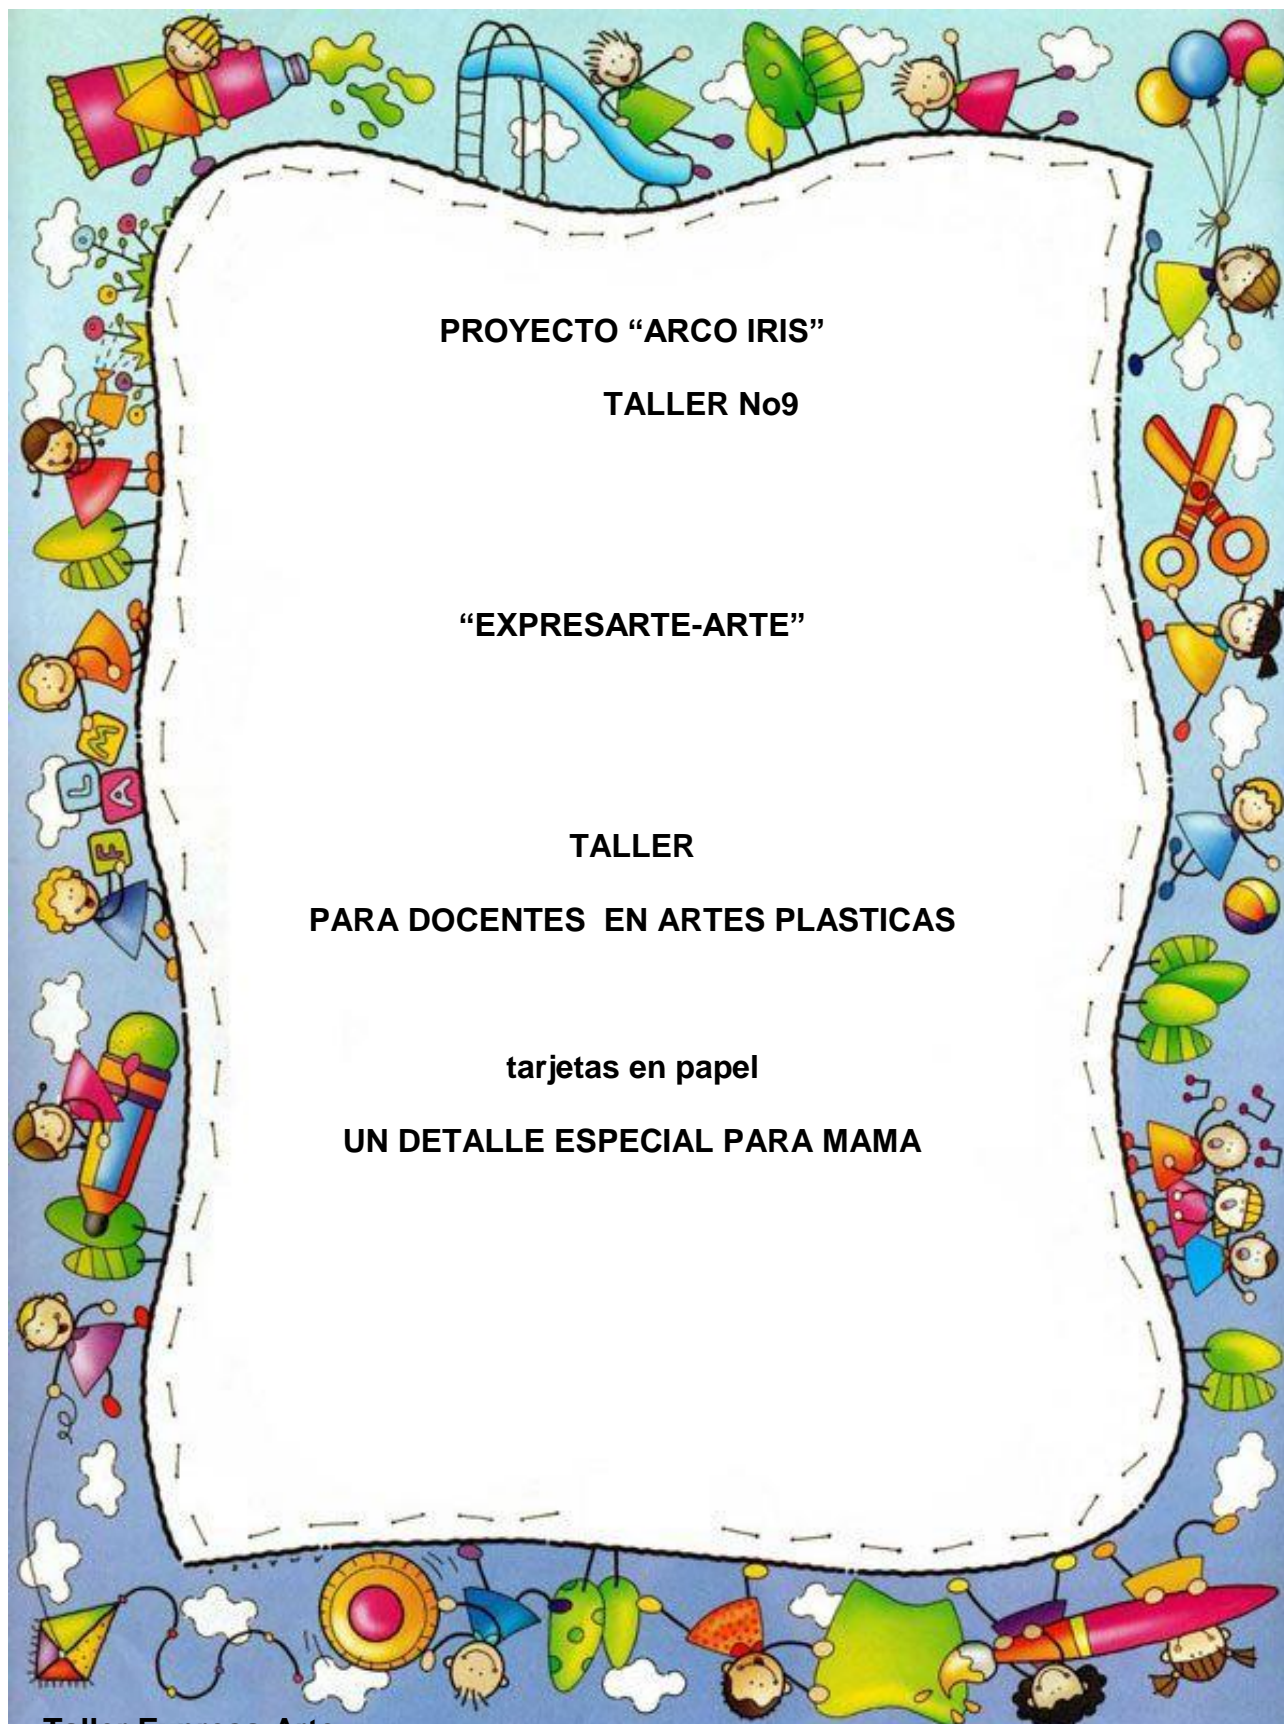 PROYECTO “ARCO IRIS”
TALLER No9
“EXPRESARTE-ARTE”
TALLER
PARA DOCENTES EN ARTES PLASTICAS
tarjetas en papel
UN DETALLE ESPECIAL PARA MAMA
M
L
A
F